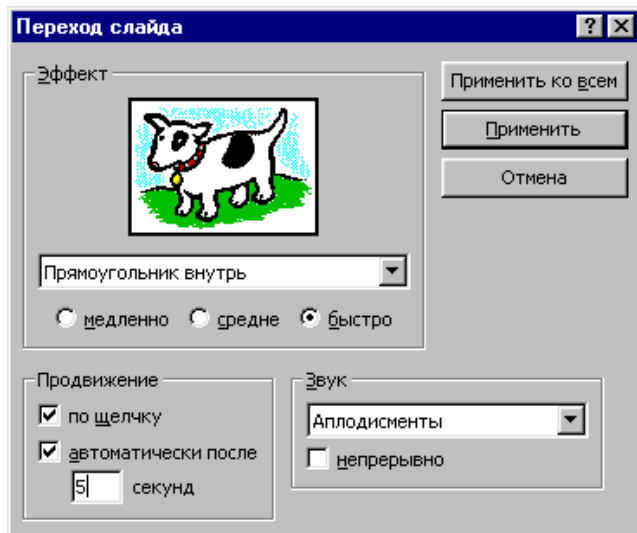 Переход слайда
Эффект
Применить ко всем
Применить
Отмена
Прямоугольник внутрь
медленно средне быстро
Продвижение
по щелчку
автоматически после
5 секунд
Звук
Аплодисменты
непрерывно